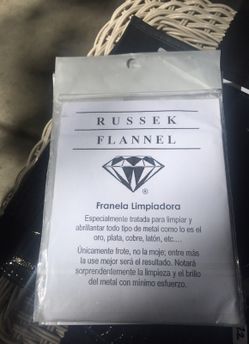 RUSSEK
FLANNEL
®
Franela Limpiadora
Especialmente tratada para limpiar y
abrillantar todo tipo de metal como lo es el
oro, plata, cobre, latón, etc....
Únicamente frote, no la moje; entre más
la use mejor será el resultado. Notará
sorprendentemente la limpieza y el brillo
del metal con mínimo esfuerzo.